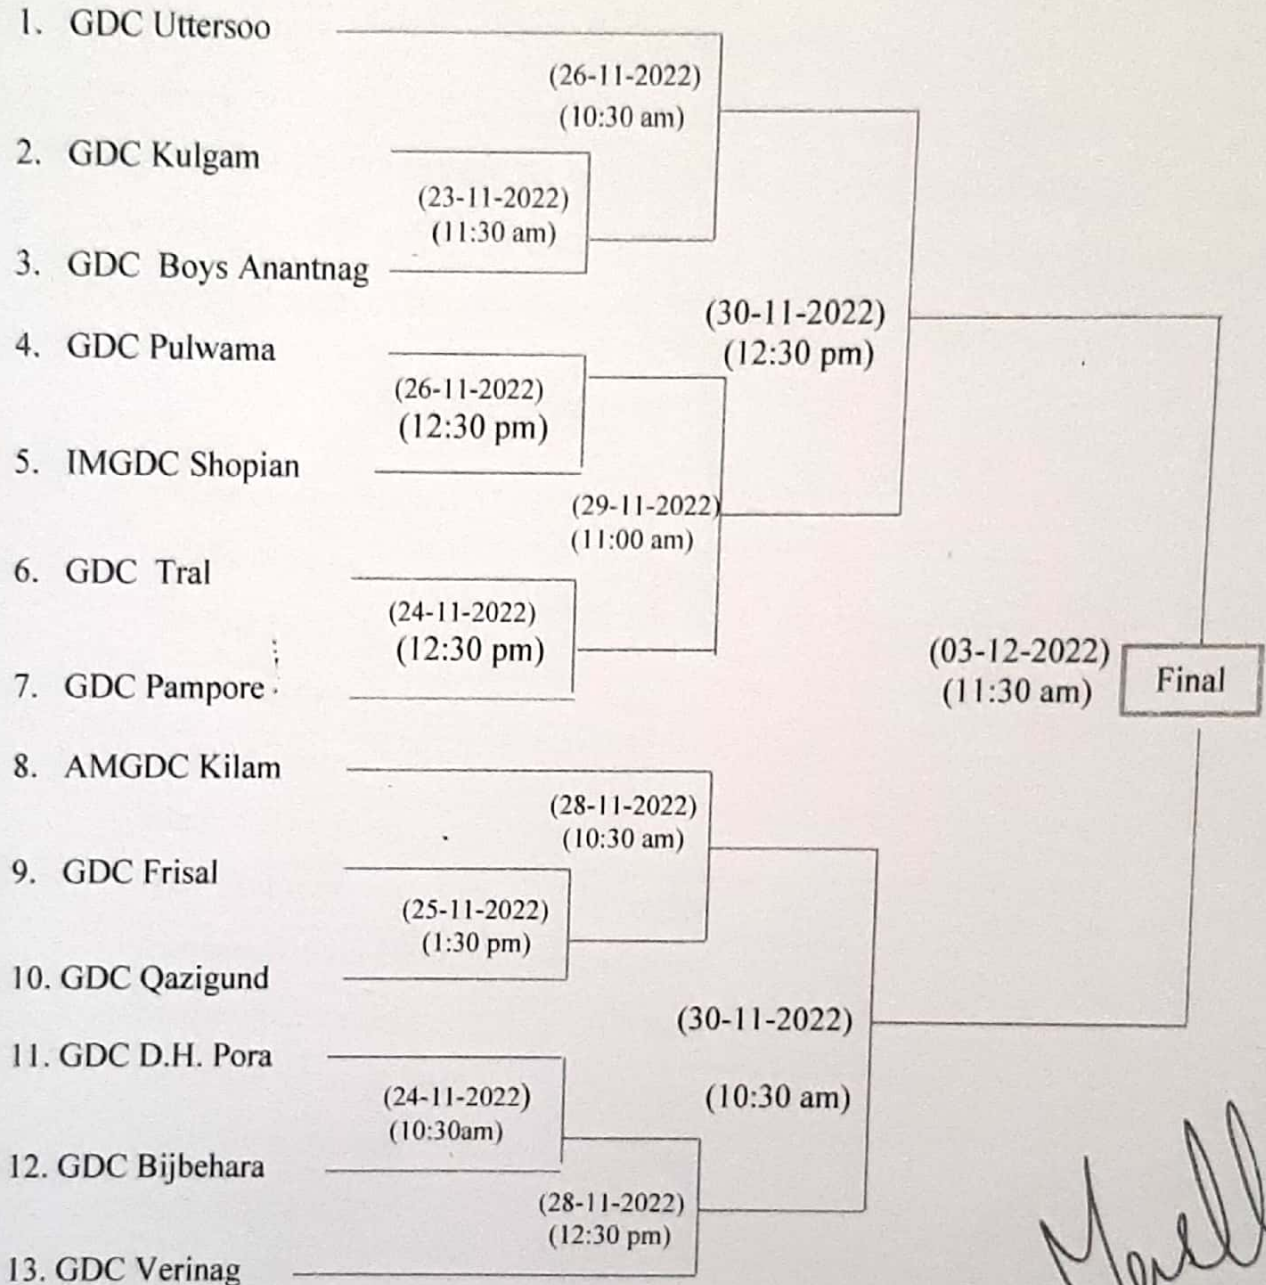 1. GDC Uttersoo
(26-11-2022)
(10:30 am)
2. GDC Kulgam
(23-11-2022)
(11:30 am)
3. GDC Boys Anantnag
(30-11-2022)
(12:30 pm)
4. GDC Pulwama
(26-11-2022)
(12:30 pm)
5. IMGDC Shopian
(29-11-2022)
(11:00 am)
6. GDC Tral
(24-11-2022)
(12:30 pm)
7. GDC Pampore
(03-12-2022)
(11:30 am)
Final
8. AMGDC Kilam
(28-11-2022)
(10:30 am)
9. GDC Frisal
(25-11-2022)
(1:30 pm)
10. GDC Qazigund
(30-11-2022)
(10:30 am)
11. GDC D.H. Pora
(24-11-2022)
(10:30am)
12. GDC Bijbehara
(28-11-2022)
(12:30 pm)
13. GDC Verinag